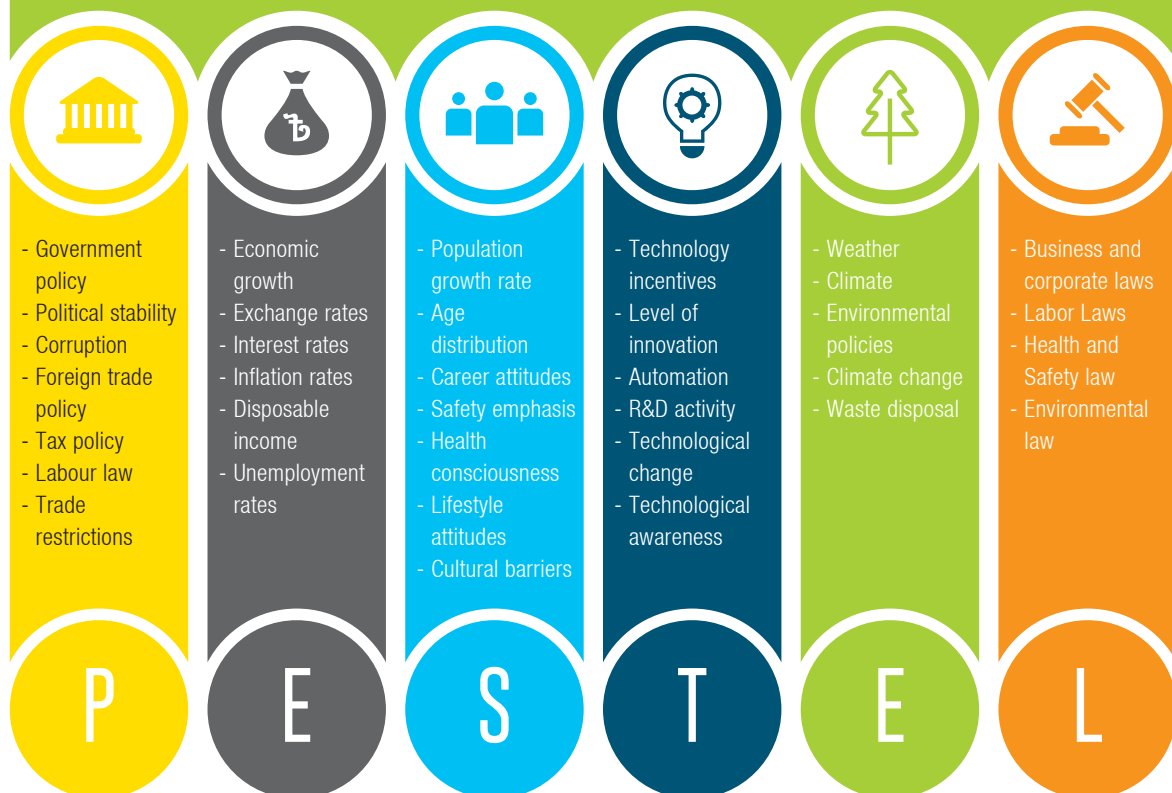 ৳
- Government
policy
- Political stability
- Corruption
- Foreign trade
policy
- Tax policy
- Labour law
- Trade
restrictions
- Economic
growth
- Exchange rates
- Interest rates
- Inflation rates
- Disposable
income
- Unemployment
rates
- Population
growth rate
- Age
distribution
- Career attitudes
- Safety emphasis
- Health
consciousness
- Lifestyle
attitudes
- Cultural barriers
- Technology
incentives
- Level of
innovation
- Automation
- R&D activity
- Technological
change
- Technological
awareness
- Weather
- Climate
- Environmental
policies
- Climate change
- Waste disposal
- Business and
corporate laws
- Labor Laws
- Health and
Safety law
- Environmental
law
P
E
S
T
E
L